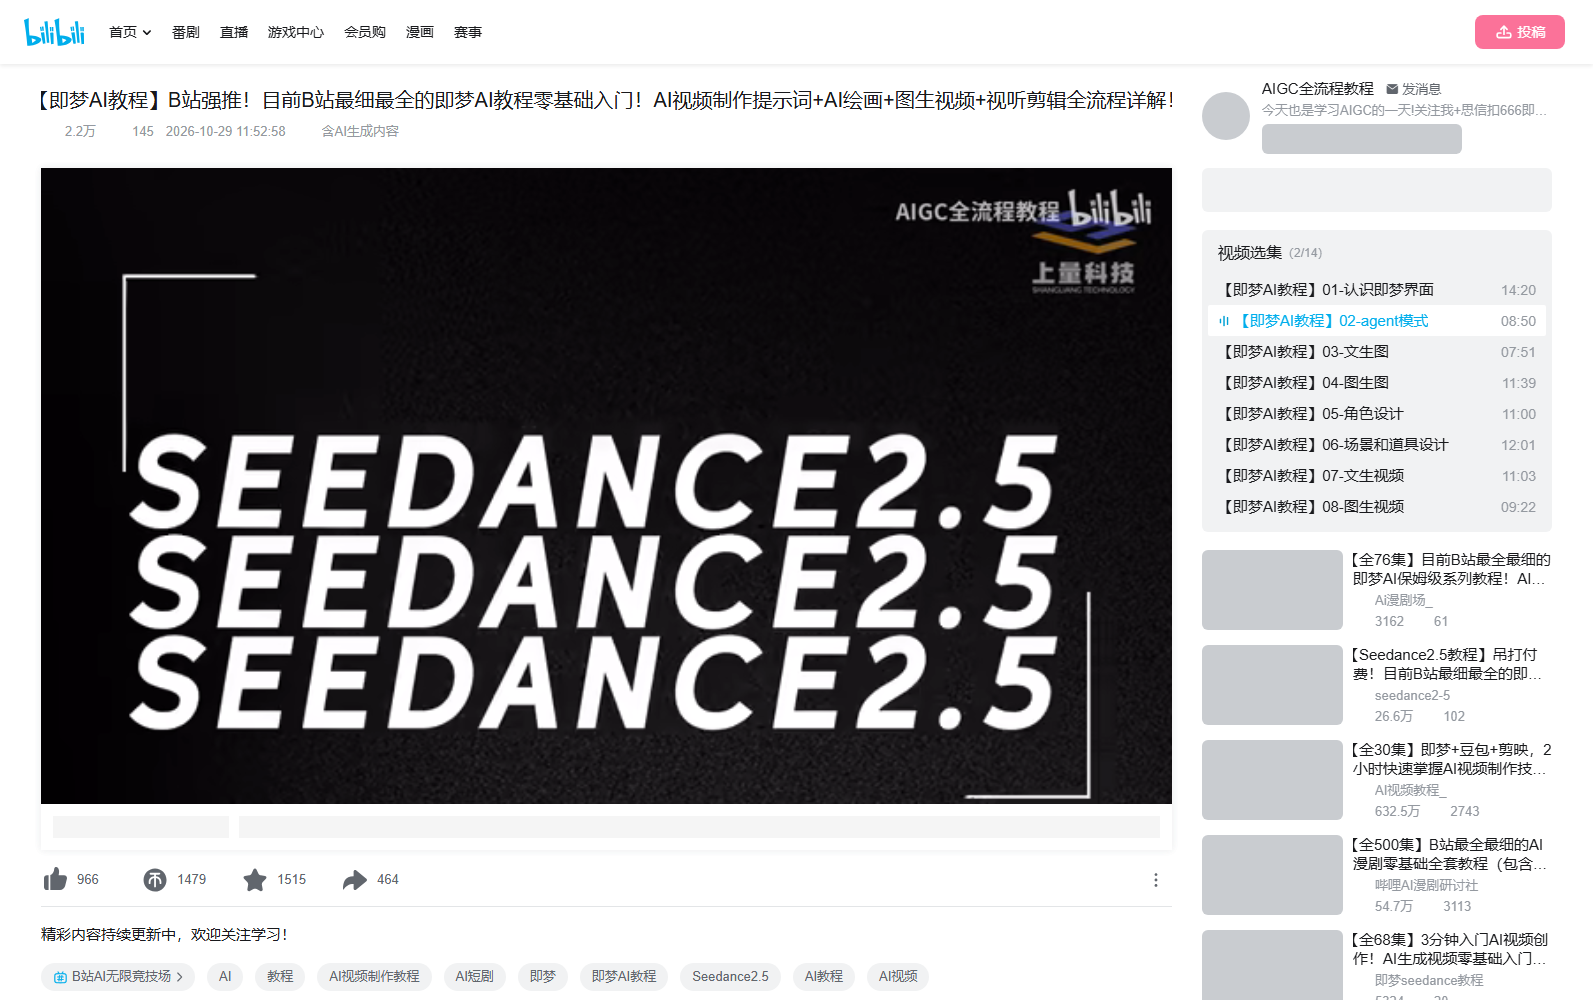 bilibili
首页
番剧
直播
游戏中心
会员购
漫画
赛事
投稿
【即梦AI教程】B站强推！目前B站最细最全的即梦AI教程零基础入门！AI视频制作提示词+AI绘画+图生视频+视听剪辑全流程详解！
2.2万 145 2026-10-29 11:52:58 含AI生成内容
AIGC全流程教程 bilibili
上量科技
SHANGLIANG TECHNOLOGY
SEEDANCE2.5
SEEDANCE2.5
SEEDANCE2.5
966 1479 1515 464
精彩内容持续更新中，欢迎关注学习！
B站AI无限竞技场
AI
教程
AI视频制作教程
AI短剧
即梦
即梦AI教程
Seedance2.5
AI教程
AI视频
AIGC全流程教程 发消息
今天也是学习AIGC的一天!关注我+思信扣666即...
视频选集 (2/14)
【即梦AI教程】01-认识即梦界面 14:20
【即梦AI教程】02-agent模式 08:50
【即梦AI教程】03-文生图 07:51
【即梦AI教程】04-图生图 11:39
【即梦AI教程】05-角色设计 11:00
【即梦AI教程】06-场景和道具设计 12:01
【即梦AI教程】07-文生视频 11:03
【即梦AI教程】08-图生视频 09:22
【全76集】目前B站最全最细的
即梦AI保姆级系列教程！AI...
Ai漫剧场_
3162 61
【Seedance2.5教程】吊打付
费！目前B站最细最全的即...
seedance2-5
26.6万 102
【全30集】即梦+豆包+剪映，2
小时快速掌握AI视频制作技...
AI视频教程_
632.5万 2743
【全500集】B站最全最细的AI
漫剧零基础全套教程（包含...
哔哩AI漫剧研讨社
54.7万 3113
【全68集】3分钟入门AI视频创
作！AI生成视频零基础入门...
即梦seedance教程